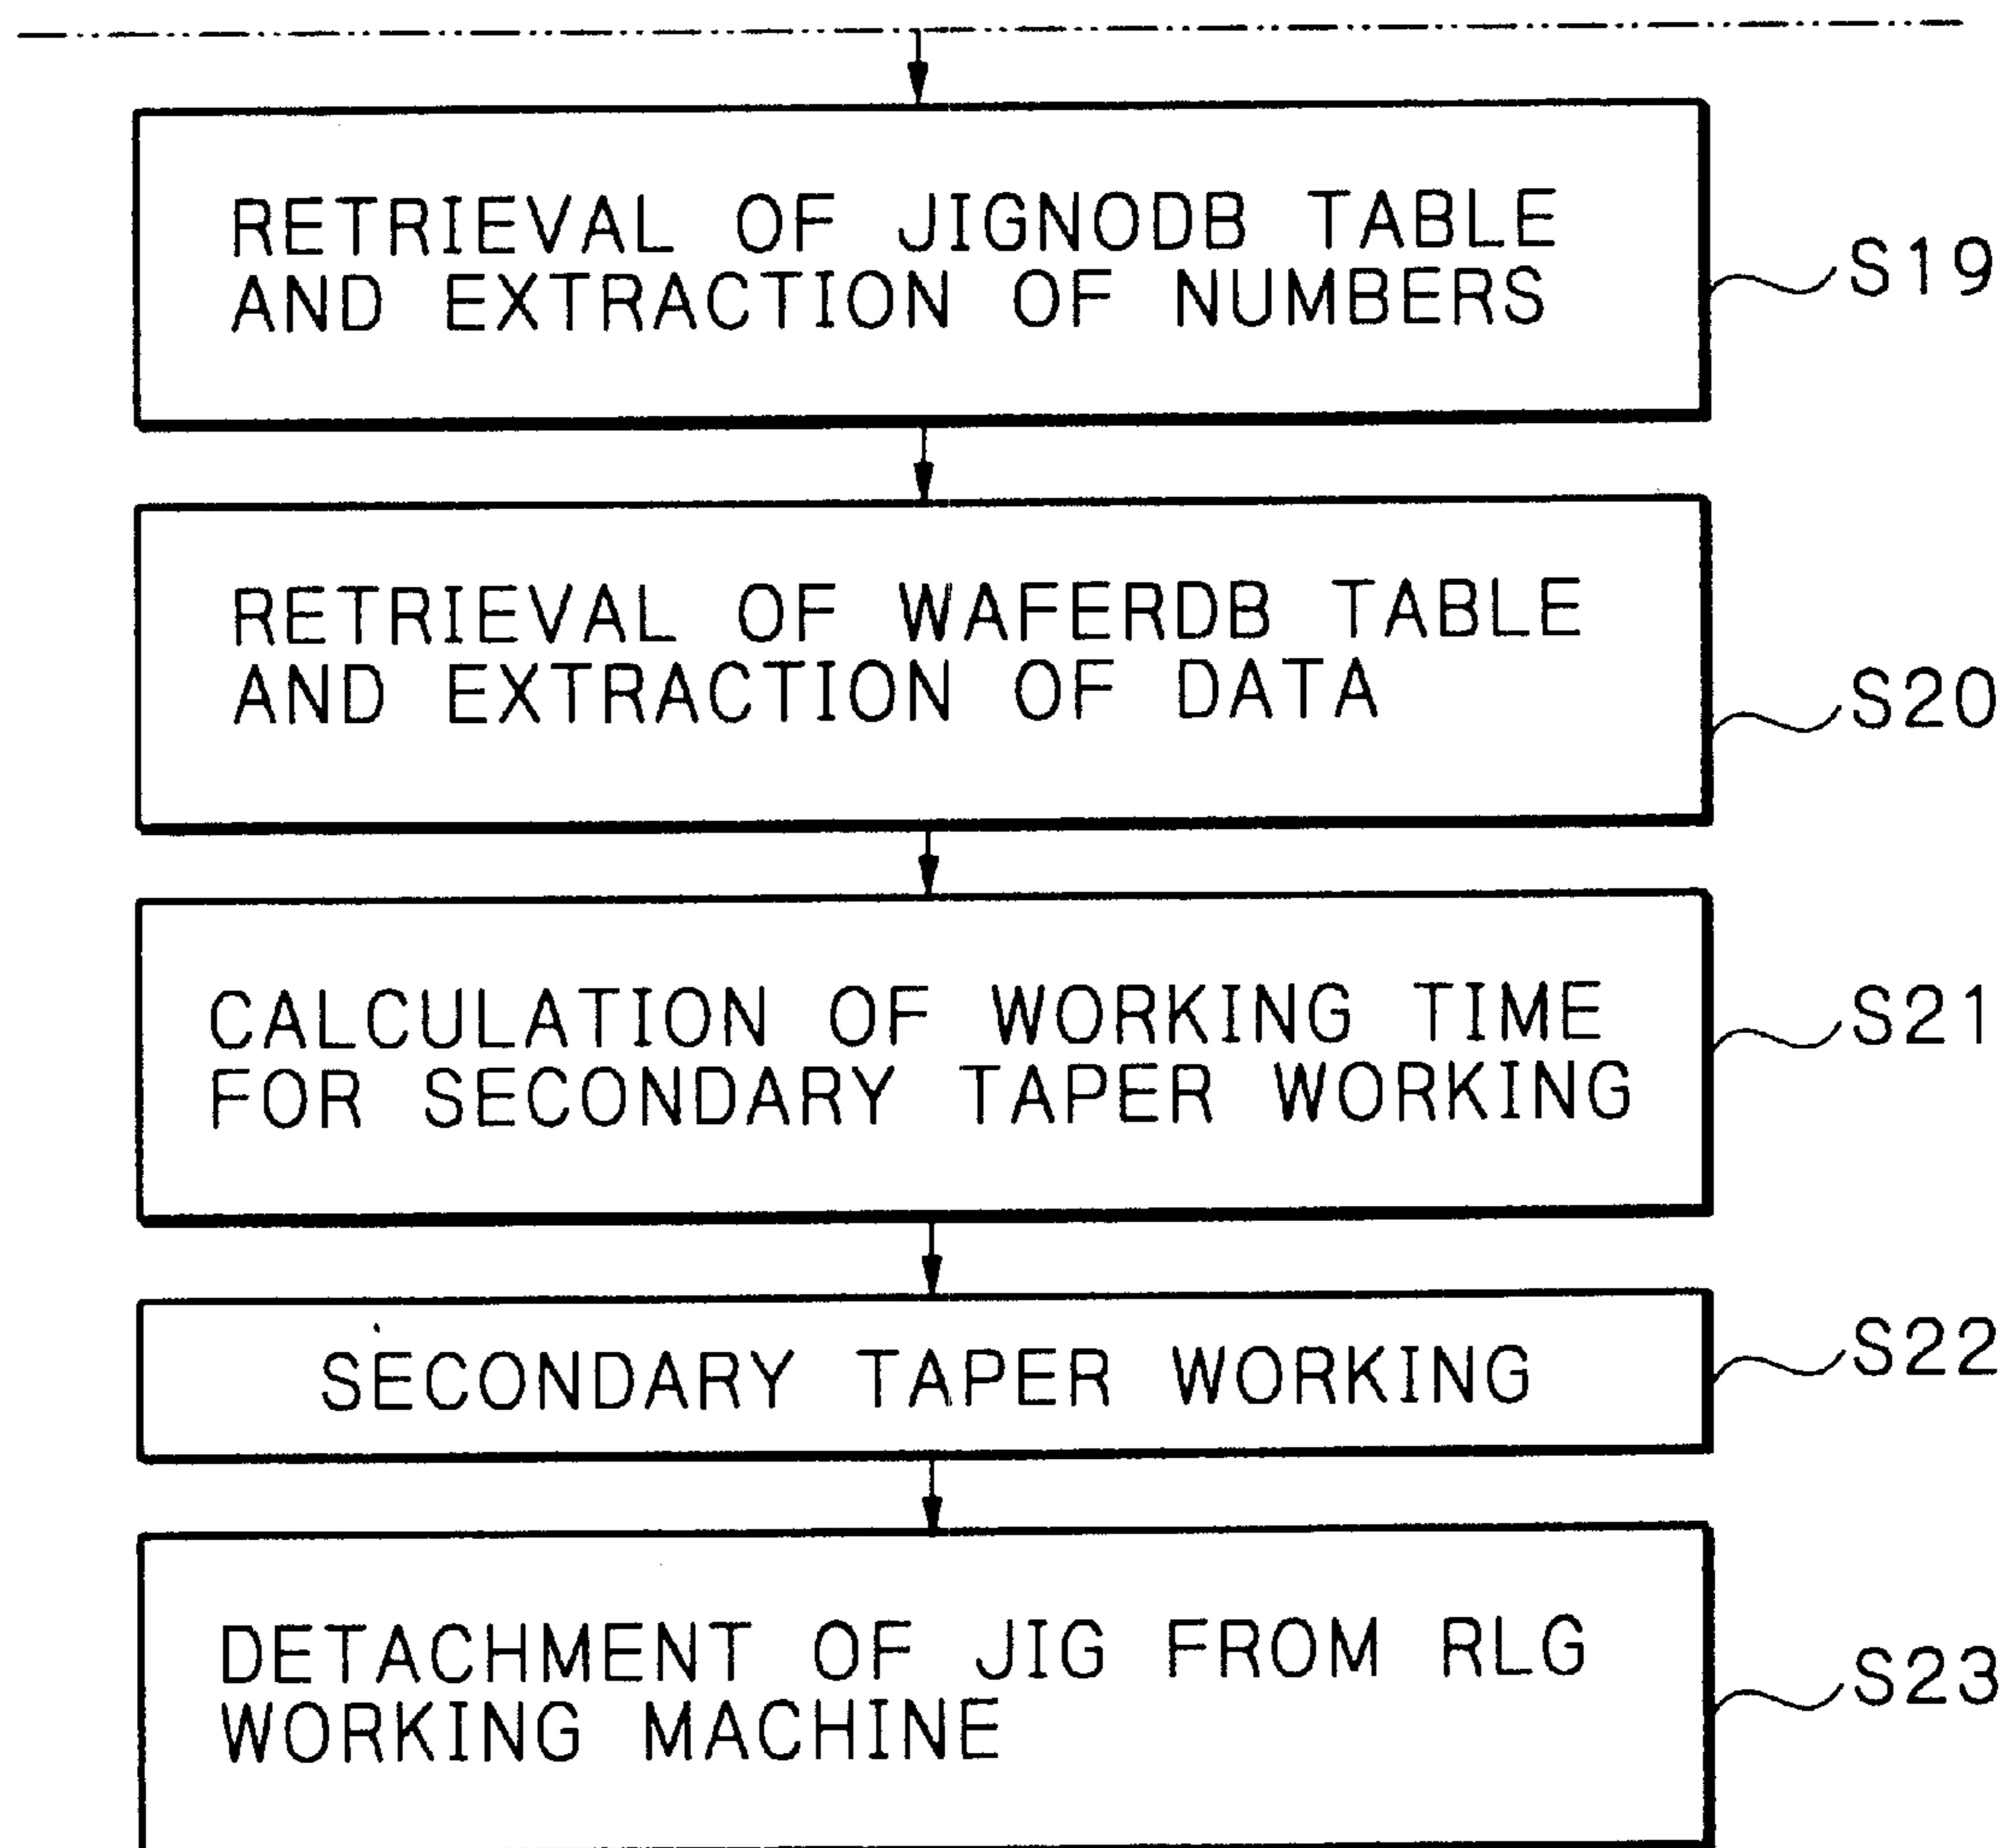 RETRIEVAL OF JIGNODB TABLE
AND EXTRACTION OF NUMBERS
S19
RETRIEVAL OF WAFERDB TABLE
AND EXTRACTION OF DATA
S20
CALCULATION OF WORKING TIME
FOR SECONDARY TAPER WORKING
S21
SECONDARY TAPER WORKING
S22
DETACHMENT OF JIG FROM RLG
WORKING MACHINE
S23